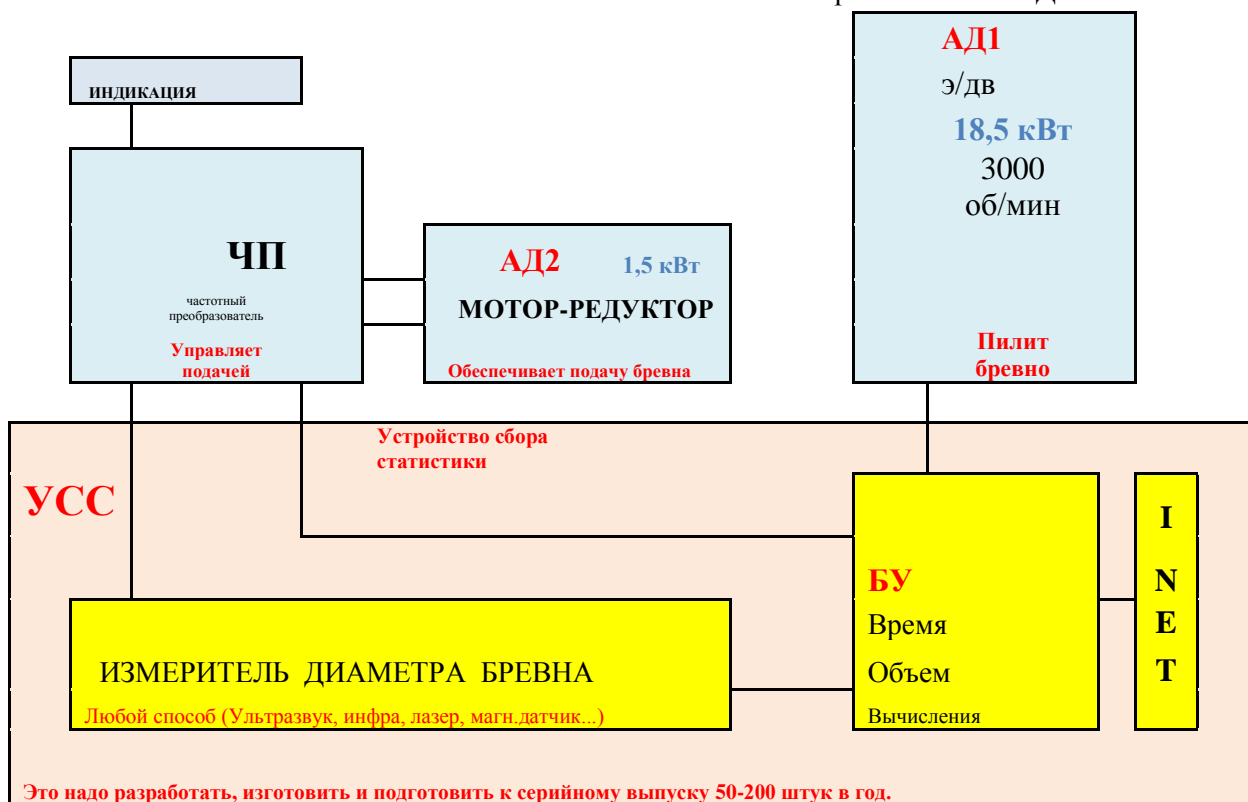 АД1
э/дв
18,5 кВт
3000
об/мин
Пилит
бревно
ИНДИКАЦИЯ
ЧП
частотный
преобразователь
Управляет
подачей
АД2 1,5 кВт
МОТОР-РЕДУКТОР
Обеспечивает подачу бревна
Устройство сбора
статистики
УСС
ИЗМЕРИТЕЛЬ ДИАМЕТРА БРЕВНА
Любой способ (Ультразвук, инфра, лазер, магн.датчик...)
БУ
Время
Объем
Вычисления
I
N
E
T
Это надо разработать, изготовить и подготовить к серийному выпуску 50-200 штук в год.